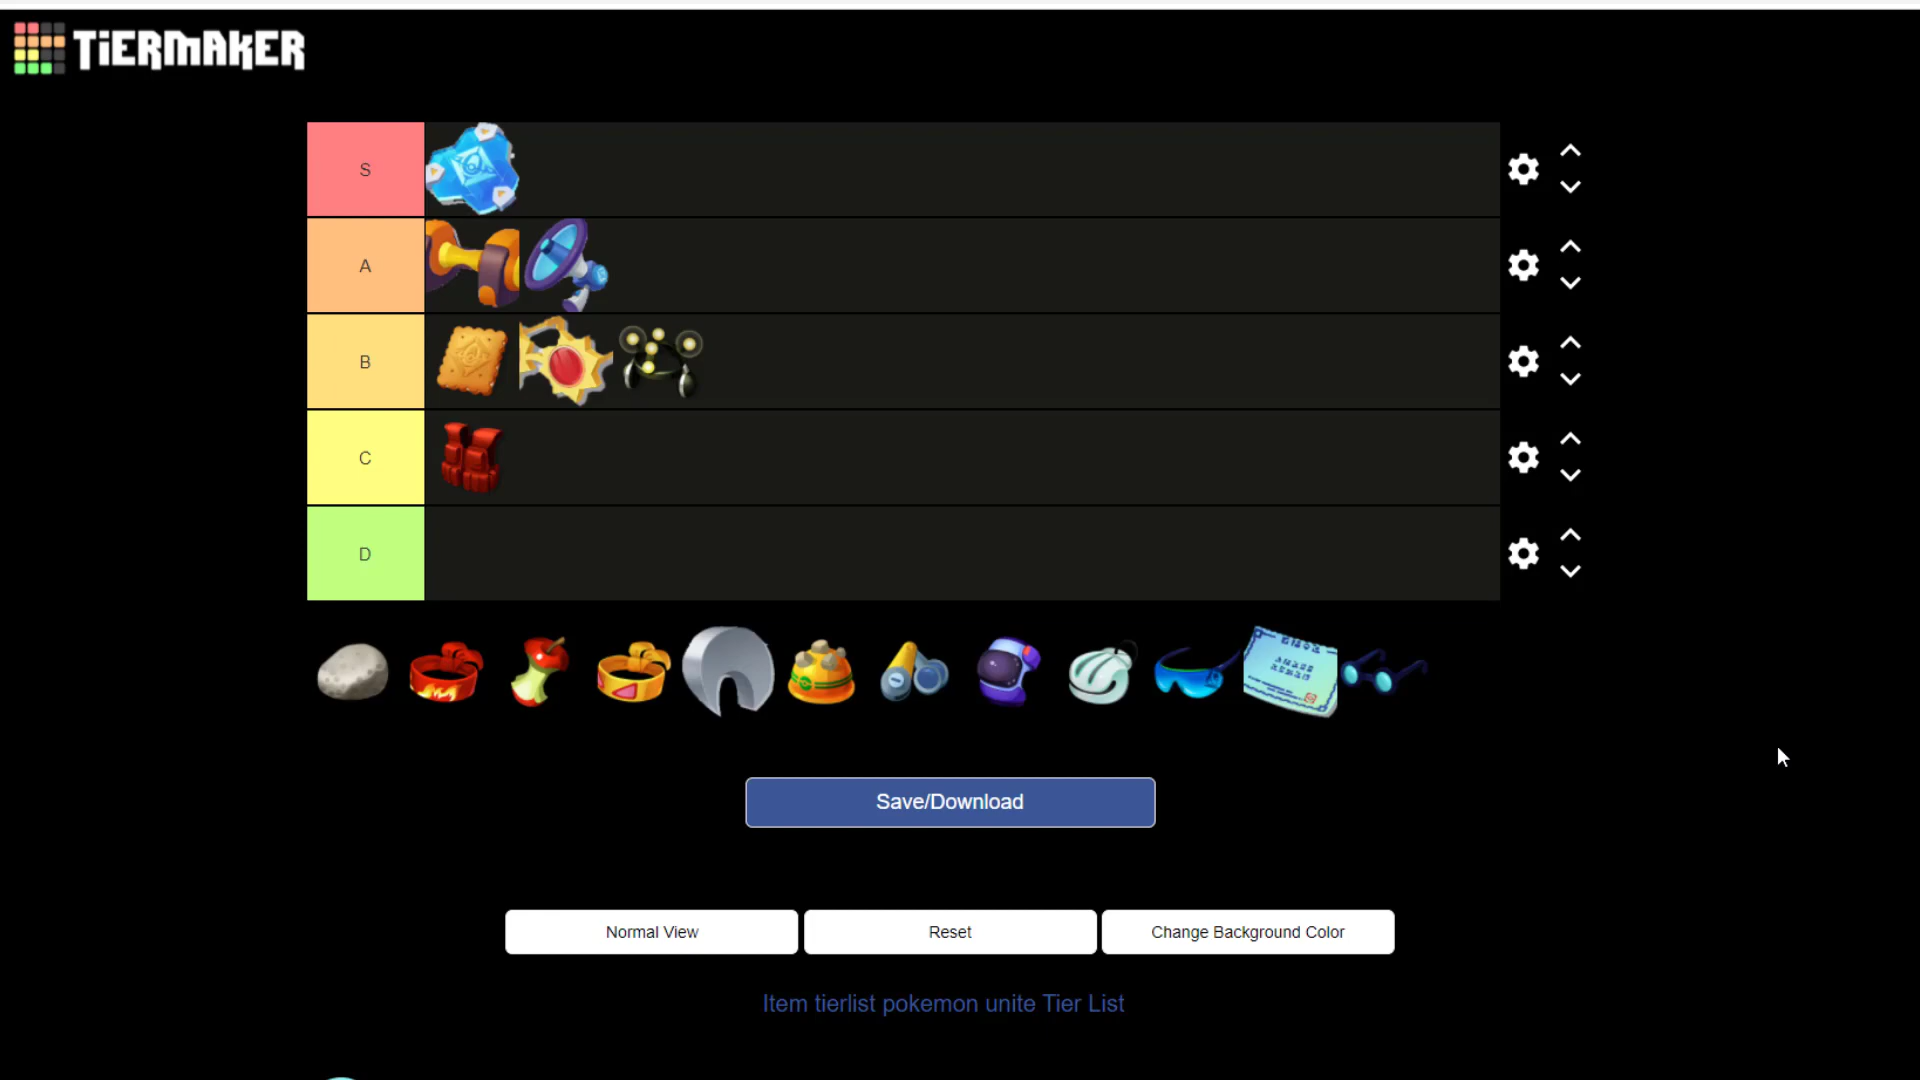 TiERMAKER
S
A
B
C
D
Save/Download
Normal View
Reset
Change Background Color
Item tierlist pokemon unite Tier List